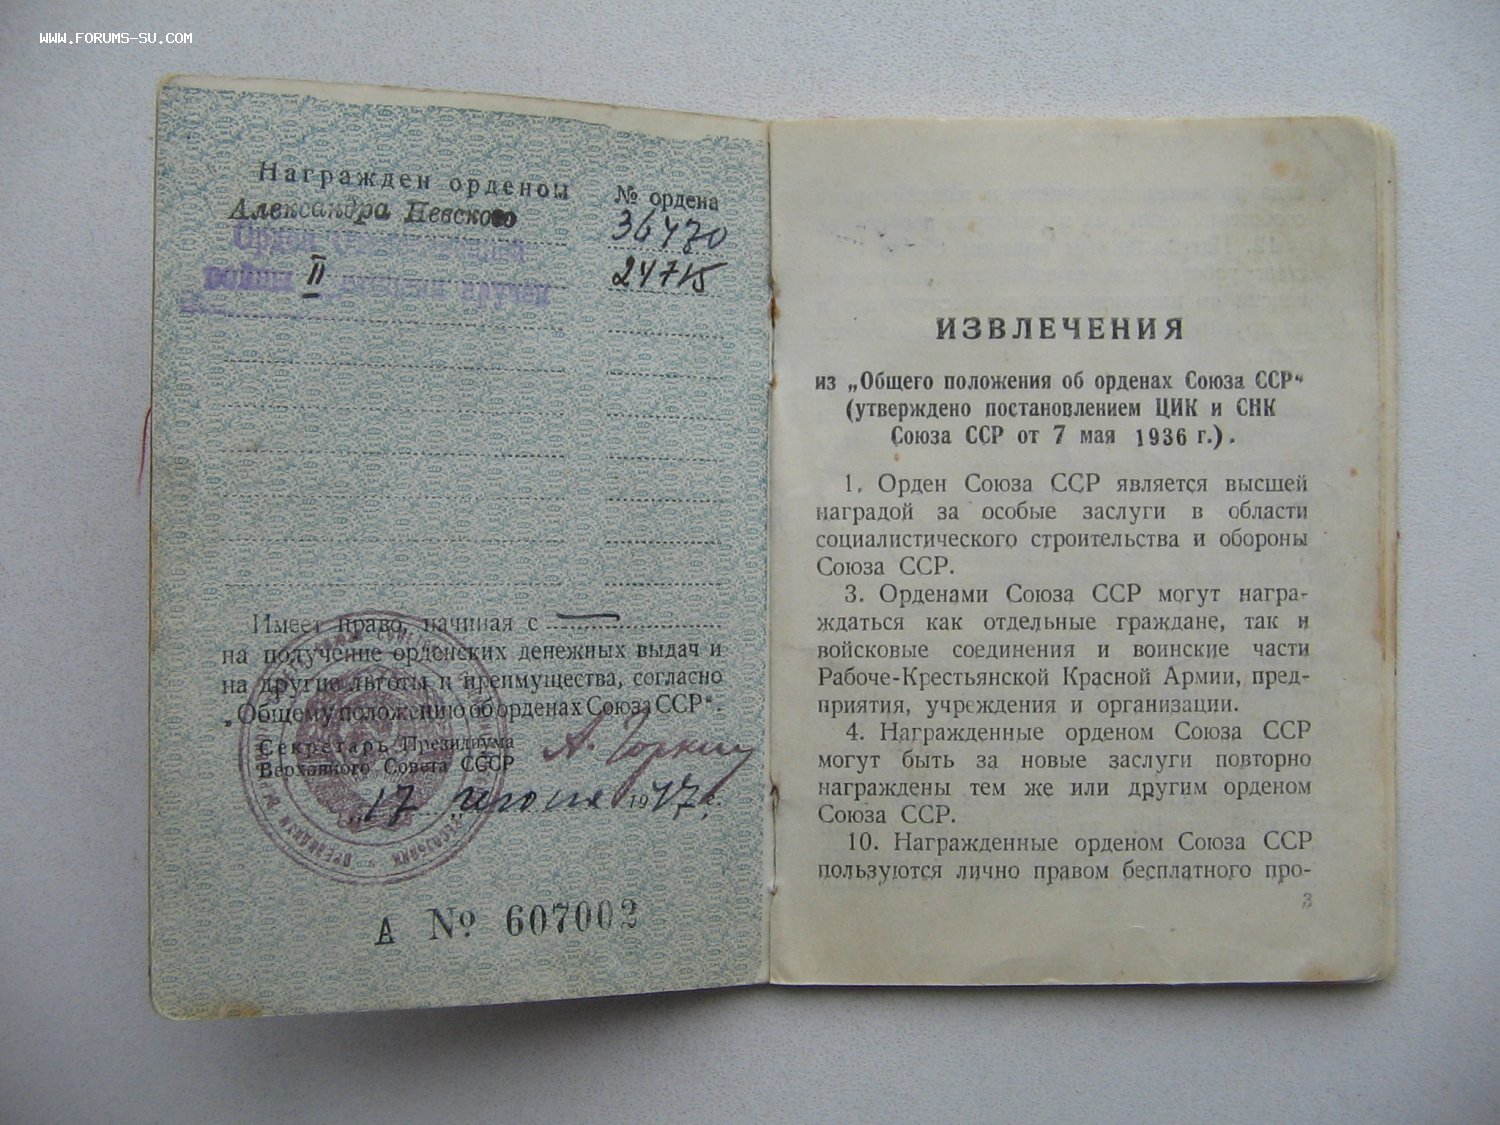 WWW.FORUMS-SU.COM
Награжден орденом
№ ордена
Александра Невского
36470
Орден Отечественной
войны II степени вручен
24715
Имеет право, начиная с —
на получение орденских денежных выдач и
на другие льготы и преимущества, согласно
„Общему положению об орденах Союза ССР“.
Секретарь Президиума
Верховного Совета СССР
А. Горкин
17 июня 1947 г.
А № 607002
ИЗВЛЕЧЕНИЯ
из „Общего положения об орденах Союза ССР“
(утверждено постановлением ЦИК и СНК
Союза ССР от 7 мая 1936 г.).
1. Орден Союза ССР является высшей
наградой за особые заслуги в области
социалистического строительства и обороны
Союза ССР.
3. Орденами Союза ССР могут награ-
ждаться как отдельные граждане, так и
войсковые соединения и воинские части
Рабоче-Крестьянской Красной Армии, пред-
приятия, учреждения и организации.
4. Награжденные орденом Союза ССР
могут быть за новые заслуги повторно
награждены тем же или другим орденом
Союза ССР.
10. Награжденные орденом Союза ССР
пользуются лично правом бесплатного про-
3